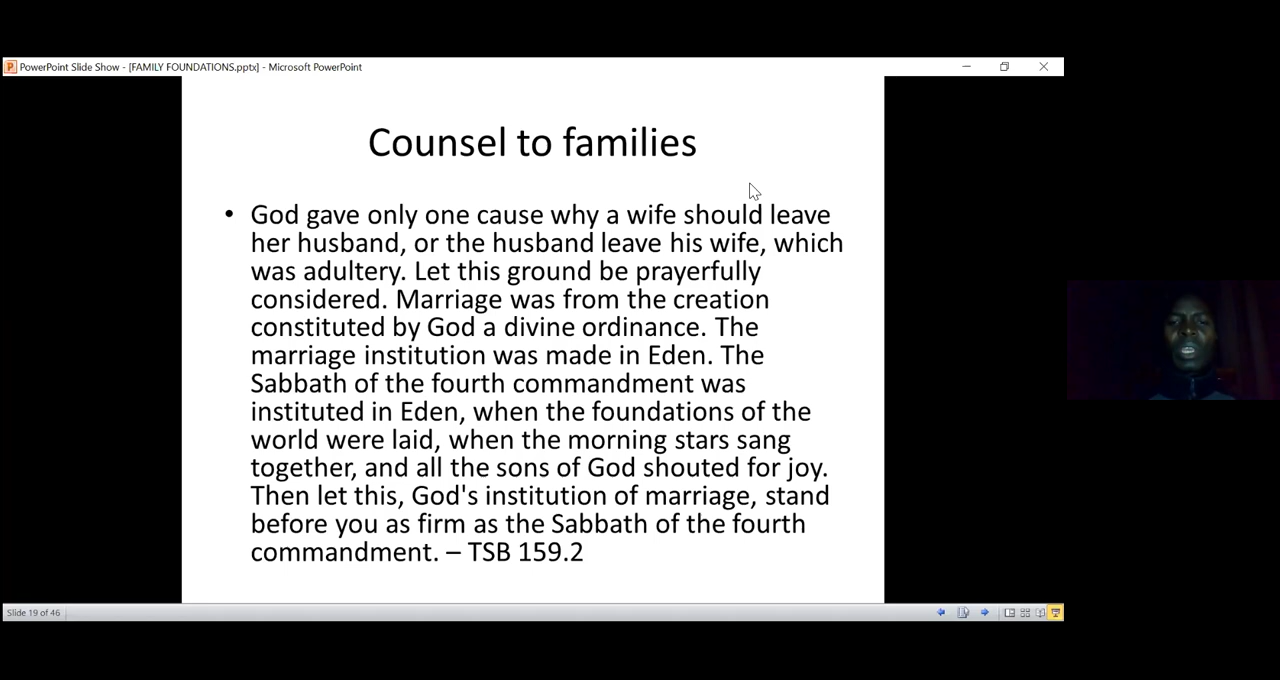 PowerPoint Slide Show - [FAMILY FOUNDATIONS.pptx] - Microsoft PowerPoint
Counsel to families
• God gave only one cause why a wife should leave
her husband, or the husband leave his wife, which
was adultery. Let this ground be prayerfully
considered. Marriage was from the creation
constituted by God a divine ordinance. The
marriage institution was made in Eden. The
Sabbath of the fourth commandment was
instituted in Eden, when the foundations of the
world were laid, when the morning stars sang
together, and all the sons of God shouted for joy.
Then let this, God's institution of marriage, stand
before you as firm as the Sabbath of the fourth
commandment. – TSB 159.2
Slide 19 of 46